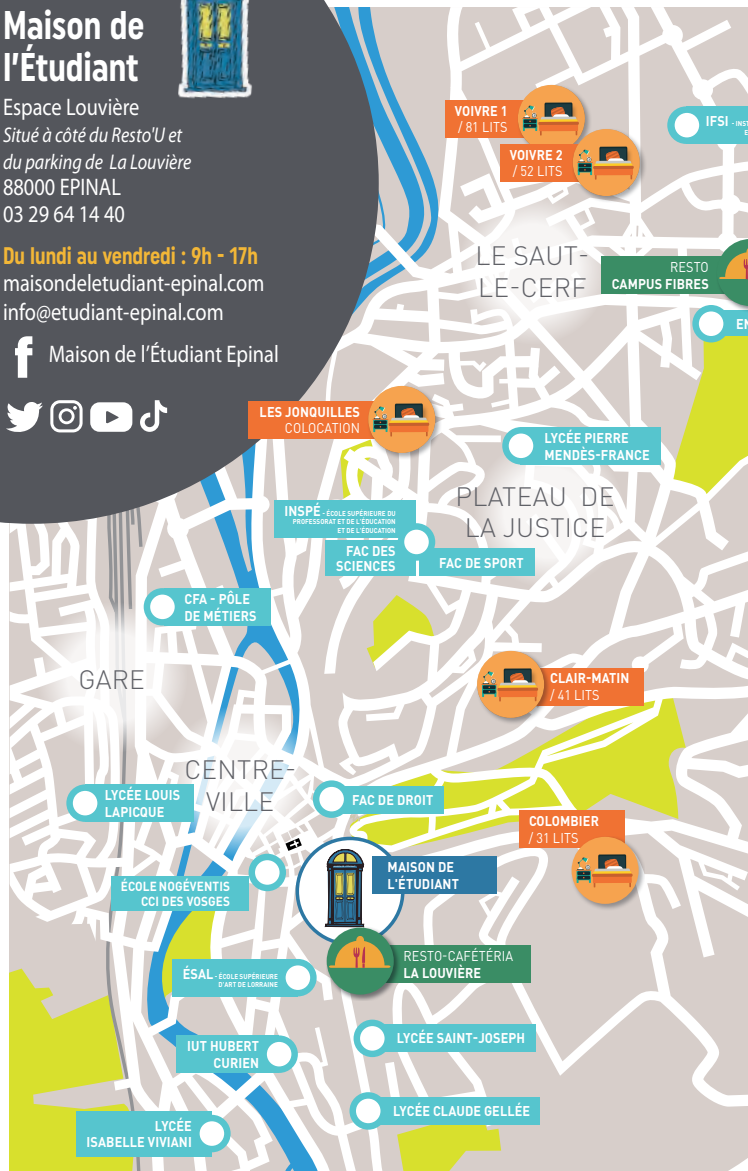 Maison de
l'Étudiant
Espace Louvière
Situé à côté du Resto'U et
du parking de La Louvière
88000 EPINAL
03 29 64 14 40
Du lundi au vendredi : 9h - 17h
maisondeletudiant-epinal.com
info@etudiant-epinal.com
f Maison de l'Étudiant Epinal
VOIVRE 1
/ 81 LITS
VOIVRE 2
/ 52 LITS
IFSI
LE SAUT-
LE-CERF
RESTO
CAMPUS FIBRES
LES JONQUILLES
COLOCATION
LYCÉE PIERRE
MENDÈS-FRANCE
PLATEAU DE
LA JUSTICE
INSPÉ - ÉCOLE SUPÉRIEURE DU
PROFESSORAT ET DE L'ÉDUCATION
ET DE L'ÉDUCATION
FAC DES
SCIENCES
FAC DE SPORT
CFA - PÔLE
DE MÉTIERS
GARE
CLAIR-MATIN
/ 41 LITS
CENTRE-
VILLE
LYCÉE LOUIS
LAPICQUE
FAC DE DROIT
COLOMBIER
/ 31 LITS
MAISON DE
L'ÉTUDIANT
ÉCOLE NOGÉVENTIS
CCI DES VOSGES
RESTO-CAFÉTÉRIA
LA LOUVIÈRE
ÉSAL - ÉCOLE SUPÉRIEURE
D'ART DE LORRAINE
IUT HUBERT
CURIEN
LYCÉE SAINT-JOSEPH
LYCÉE CLAUDE GELLÉE
LYCÉE
ISABELLE VIVIANI